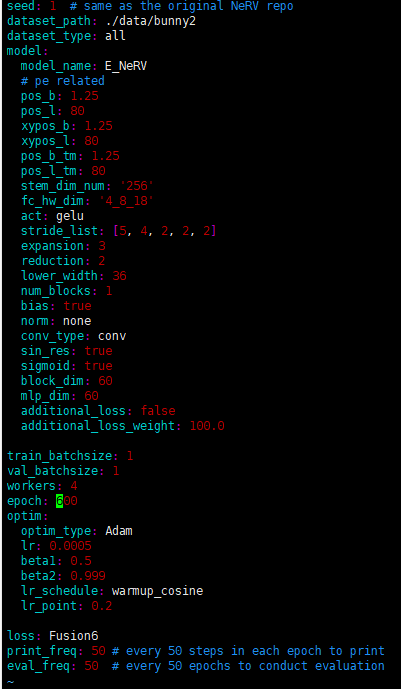 seed: 1  # same as the original NeRV repo
dataset_path: ./data/bunny2
dataset_type: all
model:
  model_name: E_NeRV
  # pe related
  pos_b: 1.25
  pos_l: 80
  xypos_b: 1.25
  xypos_l: 80
  pos_b_tm: 1.25
  pos_l_tm: 80
  stem_dim_num: '256'
  fc_hw_dim: '4_8_18'
  act: gelu
  stride_list: [5, 4, 2, 2, 2]
  expansion: 3
  reduction: 2
  lower_width: 36
  num_blocks: 1
  bias: true
  norm: none
  conv_type: conv
  sin_res: true
  sigmoid: true
  block_dim: 60
  mlp_dim: 60
  additional_loss: false
  additional_loss_weight: 100.0

train_batchsize: 1
val_batchsize: 1
workers: 4
epoch: 600
optim:
  optim_type: Adam
  lr: 0.0005
  beta1: 0.5
  beta2: 0.999
  lr_schedule: warmup_cosine
  lr_point: 0.2

loss: Fusion6
print_freq: 50 # every 50 steps in each epoch to print
eval_freq: 50  # every 50 epochs to conduct evaluation
~